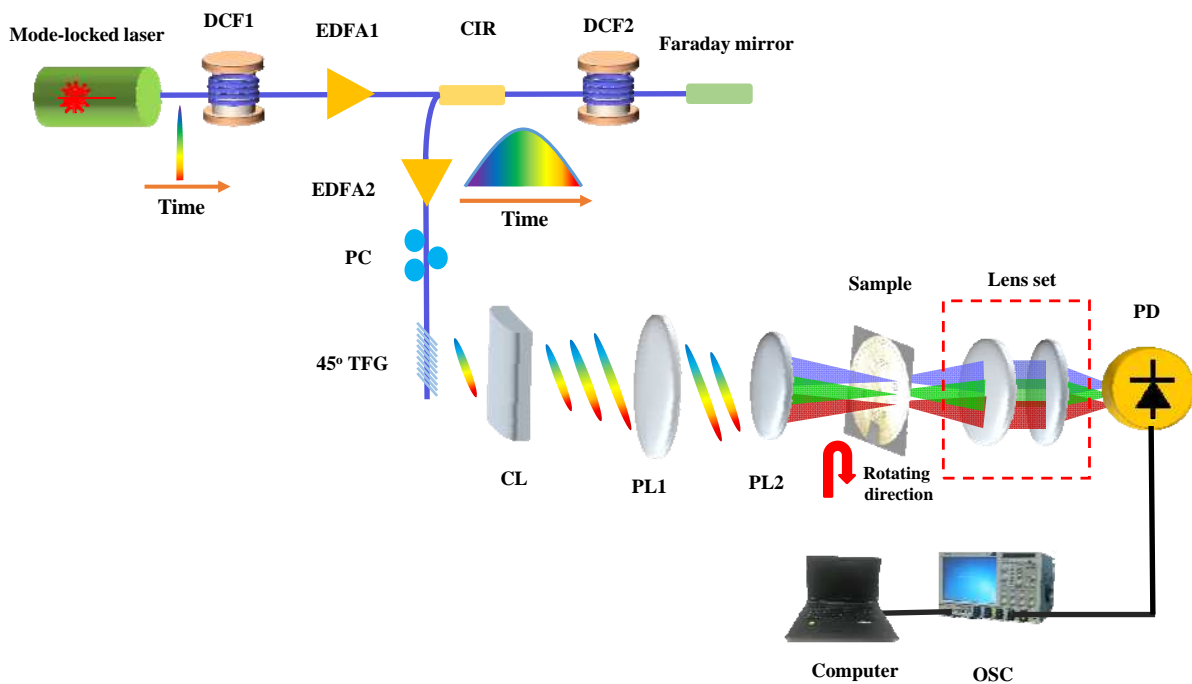 Mode-locked laser
DCF1
EDFA1
CIR
DCF2
Faraday mirror
Time
EDFA2
Time
PC
45º TFG
CL
PL1
PL2
Sample
Rotating
direction
Lens set
PD
Computer
OSC